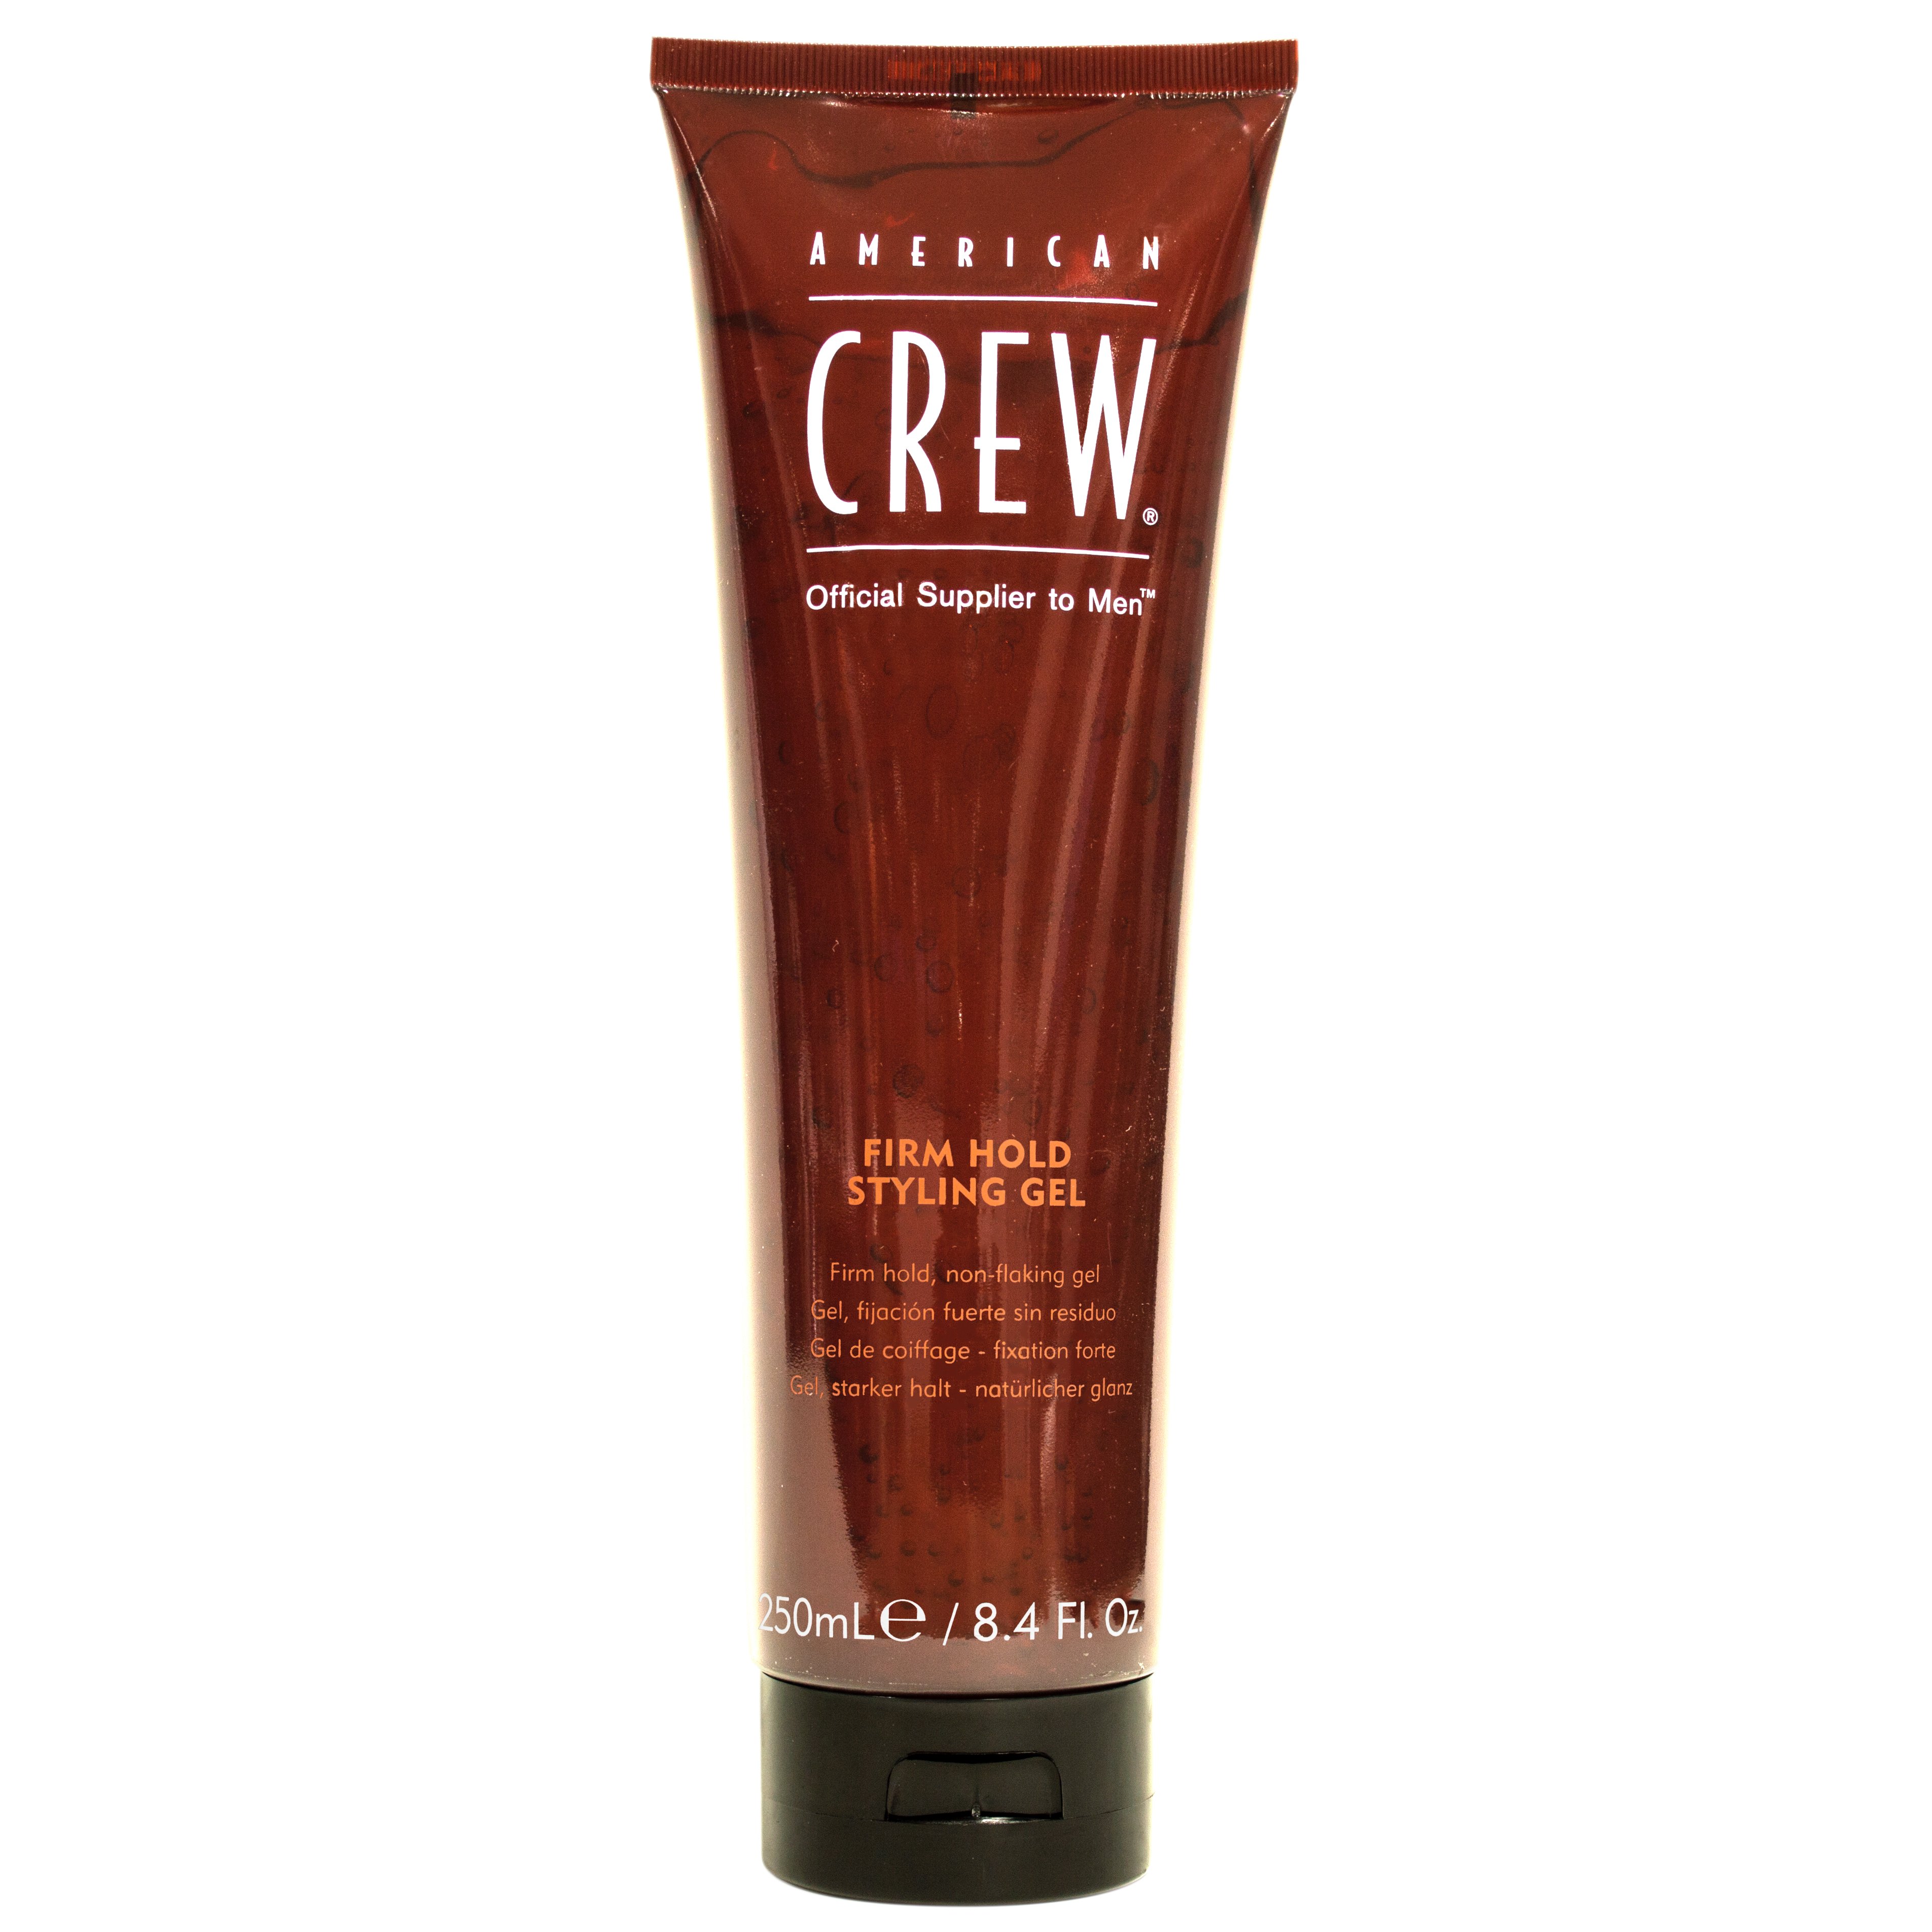 AMERICAN
CREW®
Official Supplier to Men™
FIRM HOLD
STYLING GEL
Firm hold, non-flaking gel
Gel, fijación fuerte sin residuo
Gel de coiffage - fixation forte
Gel, starker halt - natürlicher glanz
250mL℮ / 8.4 Fl. Oz.